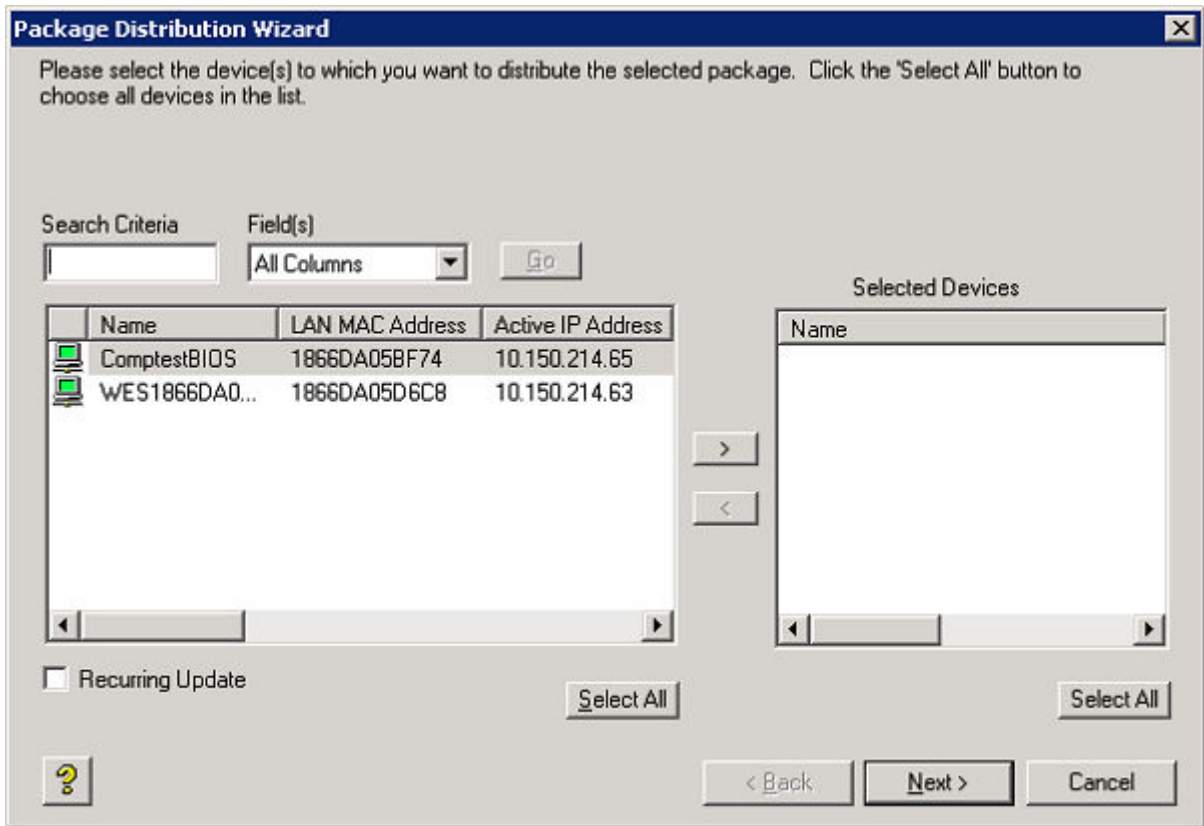 Package Distribution Wizard
Please select the device(s) to which you want to distribute the selected package. Click the 'Select All' button to
choose all devices in the list.
Search Criteria Field(s)
All Columns Go
Selected Devices
Name LAN MAC Address Active IP Address Name
ComptestBIOS 1866DA05BF74 10.150.214.65
WES1866DA0... 1866DA05D6C8 10.150.214.63
>
<
Recurring Update
Select All Select All
? < Back Next > Cancel